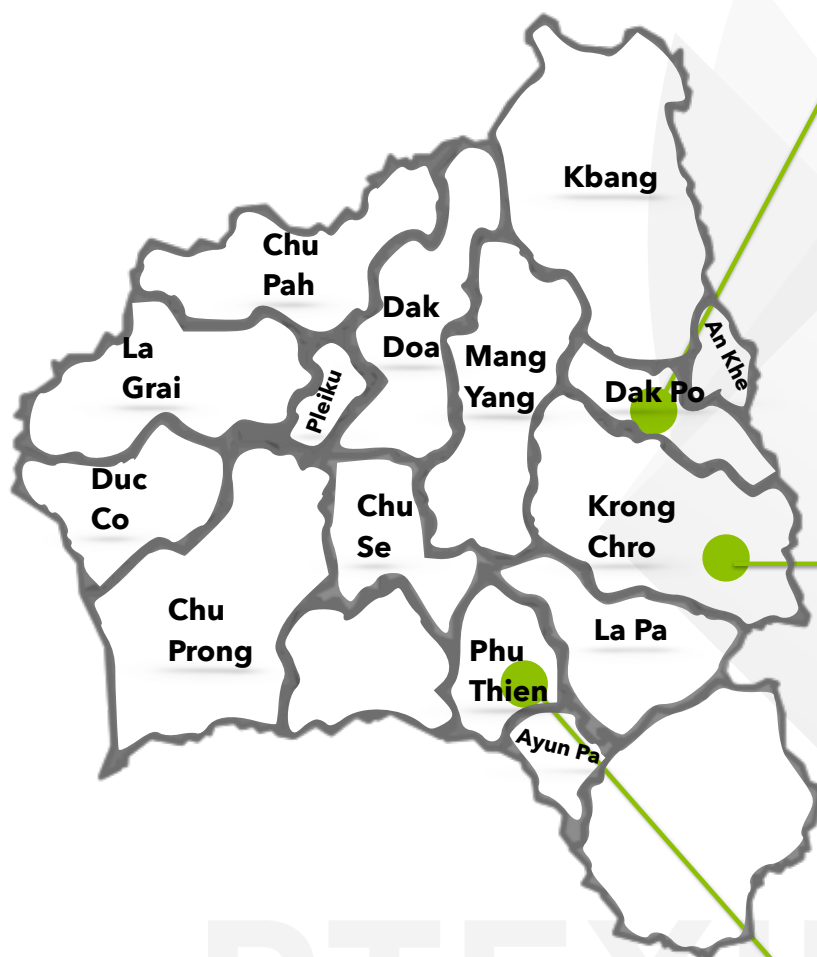 Kbang
Chu
Pah
Dak
Doa
An Khe
La
Grai
Mang
Yang
Pleiku
Dak Po
Duc
Co
Chu
Se
Krong
Chro
Chu
Prong
La Pa
Phu
Thien
Ayun Pa